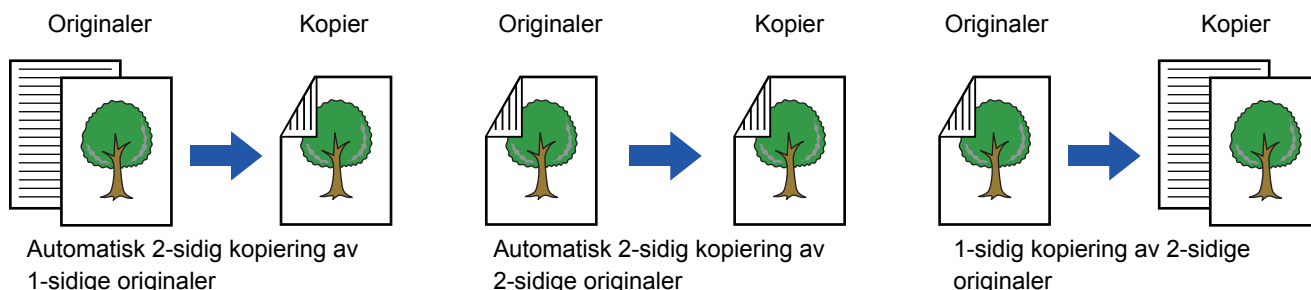 Originaler
Kopier
Originaler
Kopier
Originaler
Kopier
Automatisk 2-sidig kopiering av
1-sidige originaler
Automatisk 2-sidig kopiering av
2-sidige originaler
1-sidig kopiering av 2-sidige
originaler